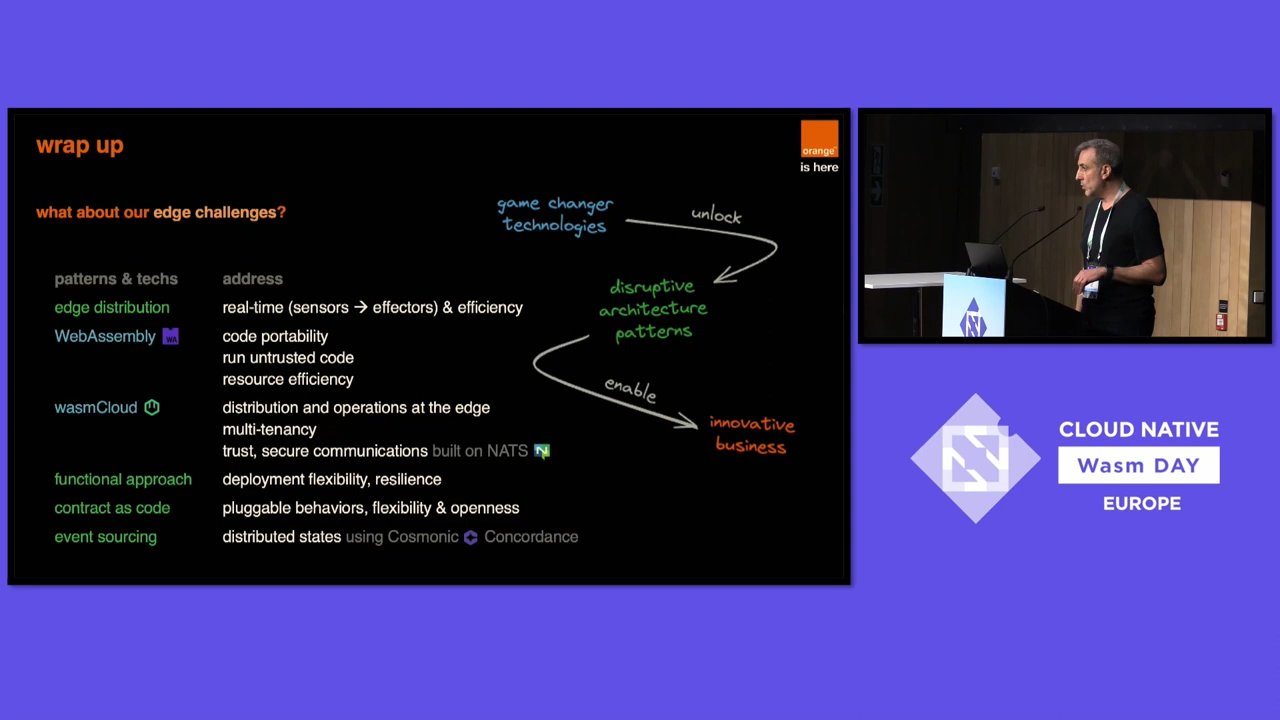 wrap up
orange™
is here
what about our edge challenges?
game changer
technologies
unlock
disruptive
architecture
patterns
enable
innovative
business
patterns & techs address
edge distribution real-time (sensors → effectors) & efficiency
WebAssembly WA code portability
run untrusted code
resource efficiency
wasmCloud distribution and operations at the edge
multi-tenancy
trust, secure communications built on NATS N
functional approach deployment flexibility, resilience
contract as code pluggable behaviors, flexibility & openness
event sourcing distributed states using Cosmonic Concordance
CLOUD NATIVE
Wasm DAY
EUROPE